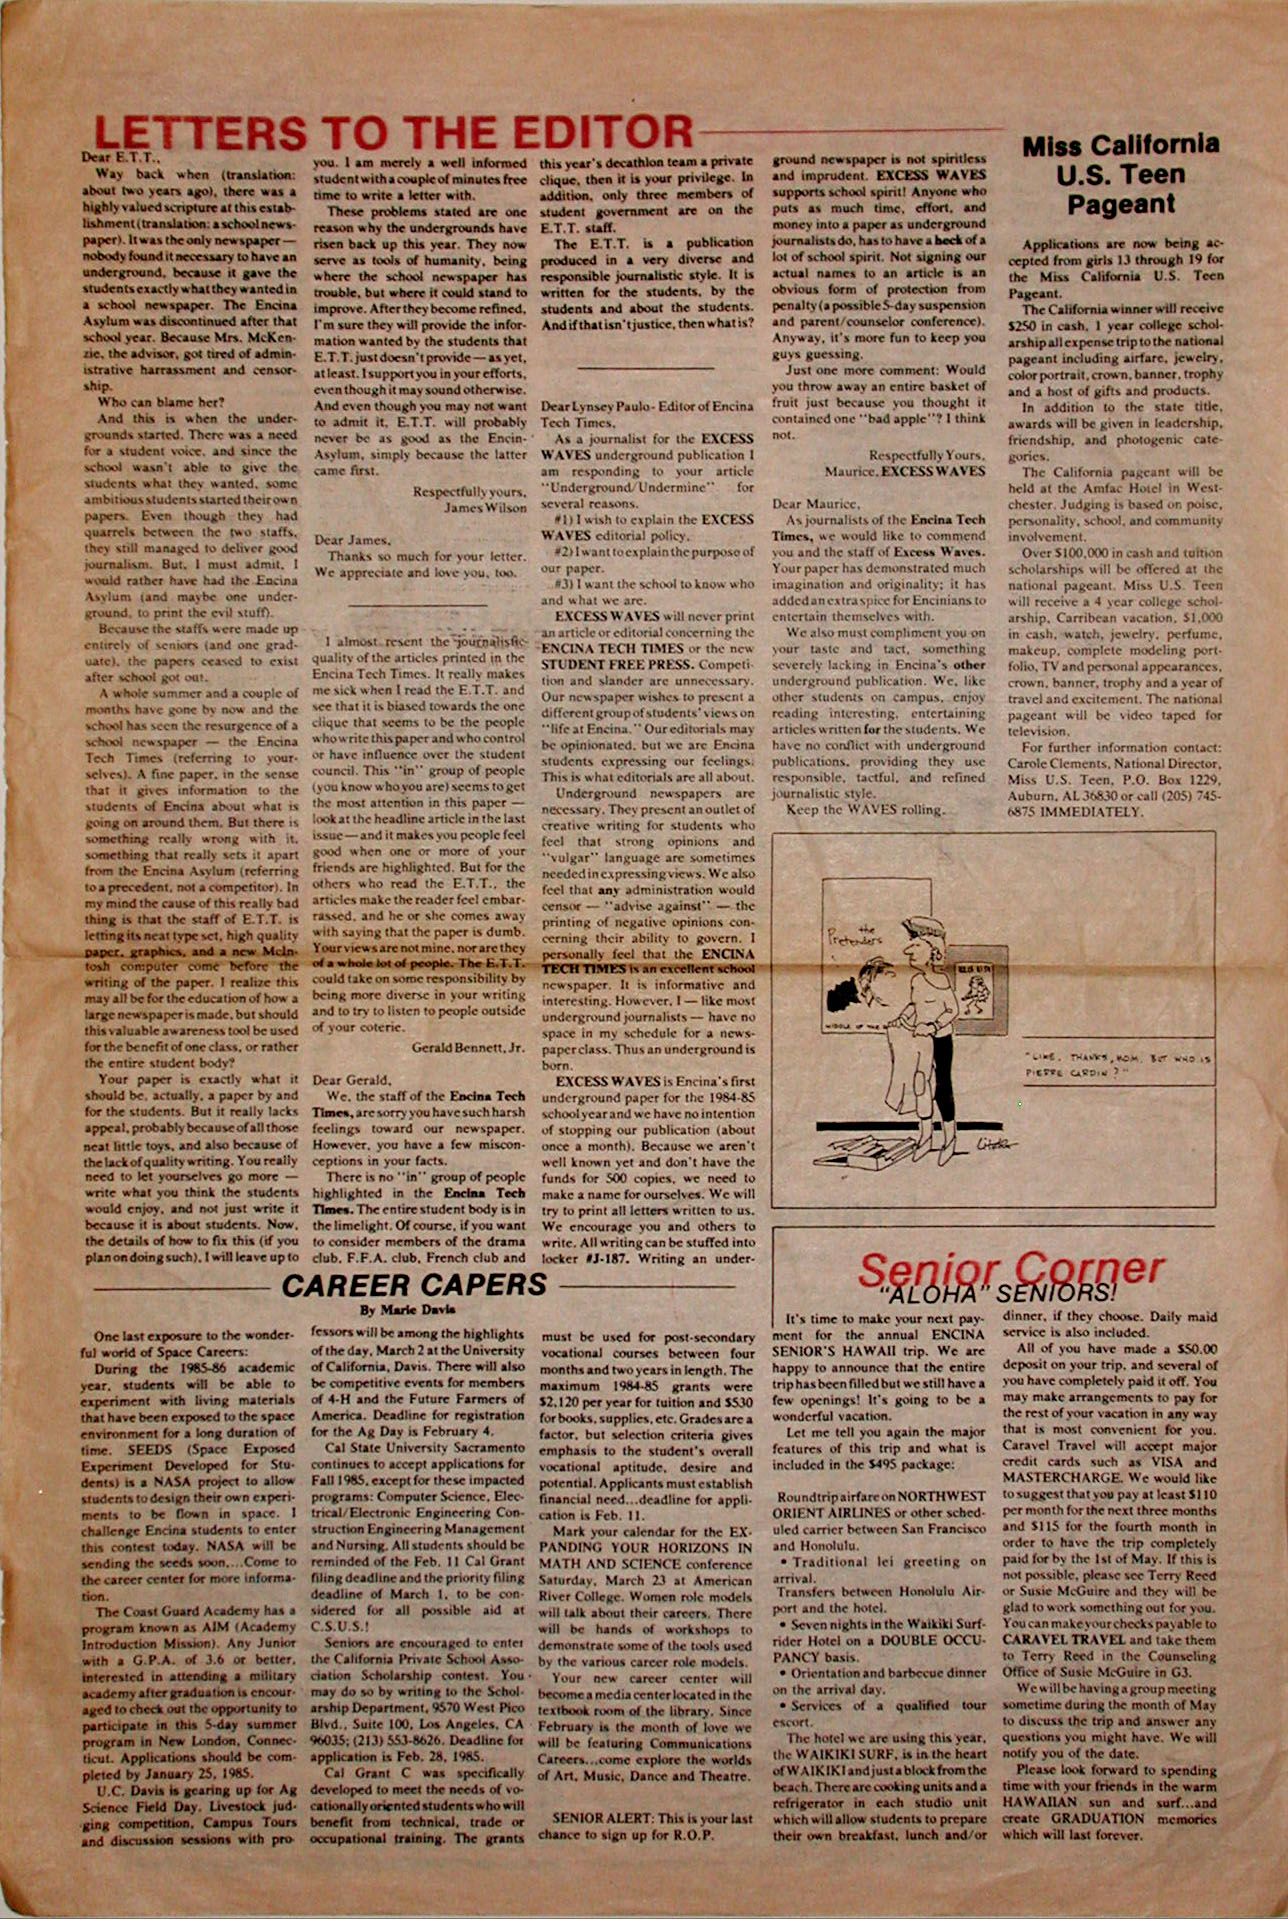 LETTERS TO THE EDITOR
Dear E.T.T.,
Way back when (translation:
about two years ago), there was a
highly valued scripture at this estab-
lishment (translation: a school news-
paper). It was the only newspaper —
nobody found it necessary to have an
underground, because it gave the
students exactly what they wanted in
a school newspaper. The Encina
Asylum was discontinued after that
school year. Because Mrs. McKen-
zie, the advisor, got tired of admin-
istrative harrassment and censor-
ship.
Who can blame her?
And this is when the under-
grounds started. There was a need
for a student voice, and since the
school wasn't able to give the
students what they wanted, some
ambitious students started their own
papers. Even though they had
quarrels between the two staffs,
they still managed to deliver good
journalism. But, I must admit, I
would rather have had the Encina
Asylum (and maybe one under-
ground, to print the evil stuff).
Because the staffs were made up
entirely of seniors (and one grad-
uate), the papers ceased to exist
after school got out.
A whole summer and a couple of
months have gone by now and the
school has seen the resurgence of a
school newspaper — the Encina
Tech Times (referring to your-
selves). A fine paper, in the sense
that it gives information to the
students of Encina about what is
going on around them. But there is
something really wrong with it,
something that really sets it apart
from the Encina Asylum (referring
to a precedent, not a competitor). In
my mind the cause of this really bad
thing is that the staff of E.T.T. is
letting its neat type set, high quality
paper, graphics, and a new McIn-
tosh computer come before the
writing of the paper. I realize this
may all be for the education of how a
large newspaper is made, but should
this valuable awareness tool be used
for the benefit of one class, or rather
the entire student body?
Your paper is exactly what it
should be, actually, a paper by and
for the students. But it really lacks
appeal, probably because of all those
neat little toys, and also because of
the lack of quality writing. You really
need to let yourselves go more —
write what you think the students
would enjoy, and not just write it
because it is about students. Now,
the details of how to fix this (if you
plan on doing such), I will leave up to
you. I am merely a well informed
student with a couple of minutes free
time to write a letter with.
These problems stated are one
reason why the undergrounds have
risen back up this year. They now
serve as tools of humanity, being
where the school newspaper has
trouble, but where it could stand to
improve. After they become refined,
I'm sure they will provide the infor-
mation wanted by the students that
E.T.T. just doesn't provide — as yet,
at least. I support you in your efforts,
even though it may sound otherwise.
And even though you may not want
to admit it, E.T.T. will probably
never be as good as the Encin-
Asylum, simply because the latter
came first.
Respectfully yours,
James Wilson
Dear James,
Thanks so much for your letter.
We appreciate and love you, too.
I almost resent the journalistic
quality of the articles printed in the
Encina Tech Times. It really makes
me sick when I read the E.T.T. and
see that it is biased towards the one
clique that seems to be the people
who write this paper and who control
or have influence over the student
council. This "in" group of people
(you know who you are) seems to get
the most attention in this paper —
look at the headline article in the last
issue — and it makes you people feel
good when one or more of your
friends are highlighted. But for the
others who read the E.T.T., the
articles make the reader feel embar-
rassed, and he or she comes away
with saying that the paper is dumb.
Your views are not mine, nor are they
of a whole lot of people. The E.T.T.
could take on some responsibility by
being more diverse in your writing
and to try to listen to people outside
of your coterie.
Gerald Bennett, Jr.
Dear Gerald,
We, the staff of the Encina Tech
Times, are sorry you have such harsh
feelings toward our newspaper.
However, you have a few miscon-
ceptions in your facts.
There is no "in" group of people
highlighted in the Encina Tech
Times. The entire student body is in
the limelight. Of course, if you want
to consider members of the drama
club, F.F.A. club, French club and
this year's decathlon team a private
clique, then it is your privilege. In
addition, only three members of
student government are on the
E.T.T. staff.
The E.T.T. is a publication
produced in a very diverse and
responsible journalistic style. It is
written for the students, by the
students and about the students.
And if that isn't justice, then what is?
Dear Lynsey Paulo - Editor of Encina
Tech Times,
As a journalist for the EXCESS
WAVES underground publication I
am responding to your article
"Underground/Undermine" for
several reasons.
#1) I wish to explain the EXCESS
WAVES editorial policy.
#2) I want to explain the purpose of
our paper.
#3) I want the school to know who
and what we are.
EXCESS WAVES will never print
an article or editorial concerning the
ENCINA TECH TIMES or the new
STUDENT FREE PRESS. Competi-
tion and slander are unnecessary.
Our newspaper wishes to present a
different group of students' views on
"life at Encina." Our editorials may
be opinionated, but we are Encina
students expressing our feelings.
This is what editorials are all about.
Underground newspapers are
necessary. They present an outlet of
creative writing for students who
feel that strong opinions and
"vulgar" language are sometimes
needed in expressing views. We also
feel that any administration would
censor — "advise against" — the
printing of negative opinions con-
cerning their ability to govern. I
personally feel that the ENCINA
TECH TIMES is an excellent school
newspaper. It is informative and
interesting. However, I — like most
underground journalists — have no
space in my schedule for a news-
paper class. Thus an underground is
born.
EXCESS WAVES is Encina's first
underground paper for the 1984-85
school year and we have no intention
of stopping our publication (about
once a month). Because we aren't
well known yet and don't have the
funds for 500 copies, we need to
make a name for ourselves. We will
try to print all letters written to us.
We encourage you and others to
write. All writing can be stuffed into
locker #J-187. Writing an under-
ground newspaper is not spiritless
and imprudent. EXCESS WAVES
supports school spirit! Anyone who
puts as much time, effort, and
money into a paper as underground
journalists do, has to have a heck of a
lot of school spirit. Not signing our
actual names to an article is an
obvious form of protection from
penalty (a possible 5-day suspension
and parent/counselor conference).
Anyway, it's more fun to keep you
guys guessing.
Just one more comment: Would
you throw away an entire basket of
fruit just because you thought it
contained one "bad apple"? I think
not.
Respectfully Yours,
Maurice, EXCESS WAVES
Dear Maurice,
As journalists of the Encina Tech
Times, we would like to commend
you and the staff of Excess Waves.
Your paper has demonstrated much
imagination and originality; it has
added an extra spice for Encinians to
entertain themselves with.
We also must compliment you on
your taste and tact, something
severely lacking in Encina's other
underground publication. We, like
other students on campus, enjoy
reading interesting, entertaining
articles written for the students. We
have no conflict with underground
publications, providing they use
responsible, tactful, and refined
journalistic style.
Keep the WAVES rolling.
Miss California
U.S. Teen
Pageant
Applications are now being ac-
cepted from girls 13 through 19 for
the Miss California U.S. Teen
Pageant.
The California winner will receive
$250 in cash, 1 year college schol-
arship all expense trip to the national
pageant including airfare, jewelry,
color portrait, crown, banner, trophy
and a host of gifts and products.
In addition to the state title,
awards will be given in leadership,
friendship, and photogenic cate-
gories.
The California pageant will be
held at the Amfac Hotel in West-
chester. Judging is based on poise,
personality, school, and community
involvement.
Over $100,000 in cash and tuition
scholarships will be offered at the
national pageant. Miss U.S. Teen
will receive a 4 year college schol-
arship, Carribean vacation, $1,000
in cash, watch, jewelry, perfume,
makeup, complete modeling port-
folio, TV and personal appearances,
crown, banner, trophy and a year of
travel and excitement. The national
pageant will be video taped for
television.
For further information contact:
Carole Clements, National Director,
Miss U.S. Teen, P.O. Box 1229,
Auburn, AL 36830 or call (205) 745-
6875 IMMEDIATELY.
the
Pretenders
MIDDLE OF THE
"LIKE, THANKS, MOM. BUT WHO IS
PIERRE CARDIN?"
CAREER CAPERS
By Marie Davis
One last exposure to the wonder-
ful world of Space Careers:
During the 1985-86 academic
year, students will be able to
experiment with living materials
that have been exposed to the space
environment for a long duration of
time. SEEDS (Space Exposed
Experiment Developed for Stu-
dents) is a NASA project to allow
students to design their own experi-
ments to be flown in space. I
challenge Encina students to enter
this contest today. NASA will be
sending the seeds soon,...Come to
the career center for more informa-
tion.
The Coast Guard Academy has a
program known as AIM (Academy
Introduction Mission). Any Junior
with a G.P.A. of 3.6 or better,
interested in attending a military
academy after graduation is encour-
aged to check out the opportunity to
participate in this 5-day summer
program in New London, Connec-
ticut. Applications should be com-
pleted by January 25, 1985.
U.C. Davis is gearing up for Ag
Science Field Day. Livestock jud-
ging competition, Campus Tours
and discussion sessions with pro-
fessors will be among the highlights
of the day, March 2 at the University
of California, Davis. There will also
be competitive events for members
of 4-H and the Future Farmers of
America. Deadline for registration
for the Ag Day is February 4.
Cal State University Sacramento
continues to accept applications for
Fall 1985, except for these impacted
programs: Computer Science, Elec-
trical/Electronic Engineering Con-
struction Engineering Management
and Nursing. All students should be
reminded of the Feb. 11 Cal Grant
filing deadline and the priority filing
deadline of March 1, to be con-
sidered for all possible aid at
C.S.U.S.!
Seniors are encouraged to enter
the California Private School Asso-
ciation Scholarship contest. You
may do so by writing to the Schol-
arship Department, 9570 West Pico
Blvd., Suite 100, Los Angeles, CA
96035; (213) 553-8626. Deadline for
application is Feb. 28, 1985.
Cal Grant C was specifically
developed to meet the needs of vo-
cationally oriented students who will
benefit from technical, trade or
occupational training. The grants
must be used for post-secondary
vocational courses between four
months and two years in length. The
maximum 1984-85 grants were
$2,120 per year for tuition and $530
for books, supplies, etc. Grades are a
factor, but selection criteria gives
emphasis to the student's overall
vocational aptitude, desire and
potential. Applicants must establish
financial need...deadline for appli-
cation is Feb. 11.
Mark your calendar for the EX-
PANDING YOUR HORIZONS IN
MATH AND SCIENCE conference
Saturday, March 23 at American
River College. Women role models
will talk about their careers. There
will be hands of workshops to
demonstrate some of the tools used
by the various career role models.
Your new career center will
become a media center located in the
textbook room of the library. Since
February is the month of love we
will be featuring Communications
Careers...come explore the worlds
of Art, Music, Dance and Theatre.
SENIOR ALERT: This is your last
chance to sign up for R.O.P.
Senior Corner
"ALOHA" SENIORS!
It's time to make your next pay-
ment for the annual ENCINA
SENIOR'S HAWAII trip. We are
happy to announce that the entire
trip has been filled but we still have a
few openings! It's going to be a
wonderful vacation.
Let me tell you again the major
features of this trip and what is
included in the $495 package:
Roundtrip airfare on NORTHWEST
ORIENT AIRLINES or other sched-
uled carrier between San Francisco
and Honolulu.
• Traditional lei greeting on
arrival.
Transfers between Honolulu Air-
port and the hotel.
• Seven nights in the Waikiki Surf-
rider Hotel on a DOUBLE OCCU-
PANCY basis.
• Orientation and barbecue dinner
on the arrival day.
• Services of a qualified tour
escort.
The hotel we are using this year,
the WAIKIKI SURF, is in the heart
of WAIKIKI and just a block from the
beach. There are cooking units and a
refrigerator in each studio unit
which will allow students to prepare
their own breakfast, lunch and/or
dinner, if they choose. Daily maid
service is also included.
All of you have made a $50.00
deposit on your trip, and several of
you have completely paid it off. You
may make arrangements to pay for
the rest of your vacation in any way
that is most convenient for you.
Caravel Travel will accept major
credit cards such as VISA and
MASTERCHARGE. We would like
to suggest that you pay at least $110
per month for the next three months
and $115 for the fourth month in
order to have the trip completely
paid for by the 1st of May. If this is
not possible, please see Terry Reed
or Susie McGuire and they will be
glad to work something out for you.
You can make your checks payable to
CARAVEL TRAVEL and take them
to Terry Reed in the Counseling
Office of Susie McGuire in G3.
We will be having a group meeting
sometime during the month of May
to discuss the trip and answer any
questions you might have. We will
notify you of the date.
Please look forward to spending
time with your friends in the warm
HAWAIIAN sun and surf...and
create GRADUATION memories
which will last forever.